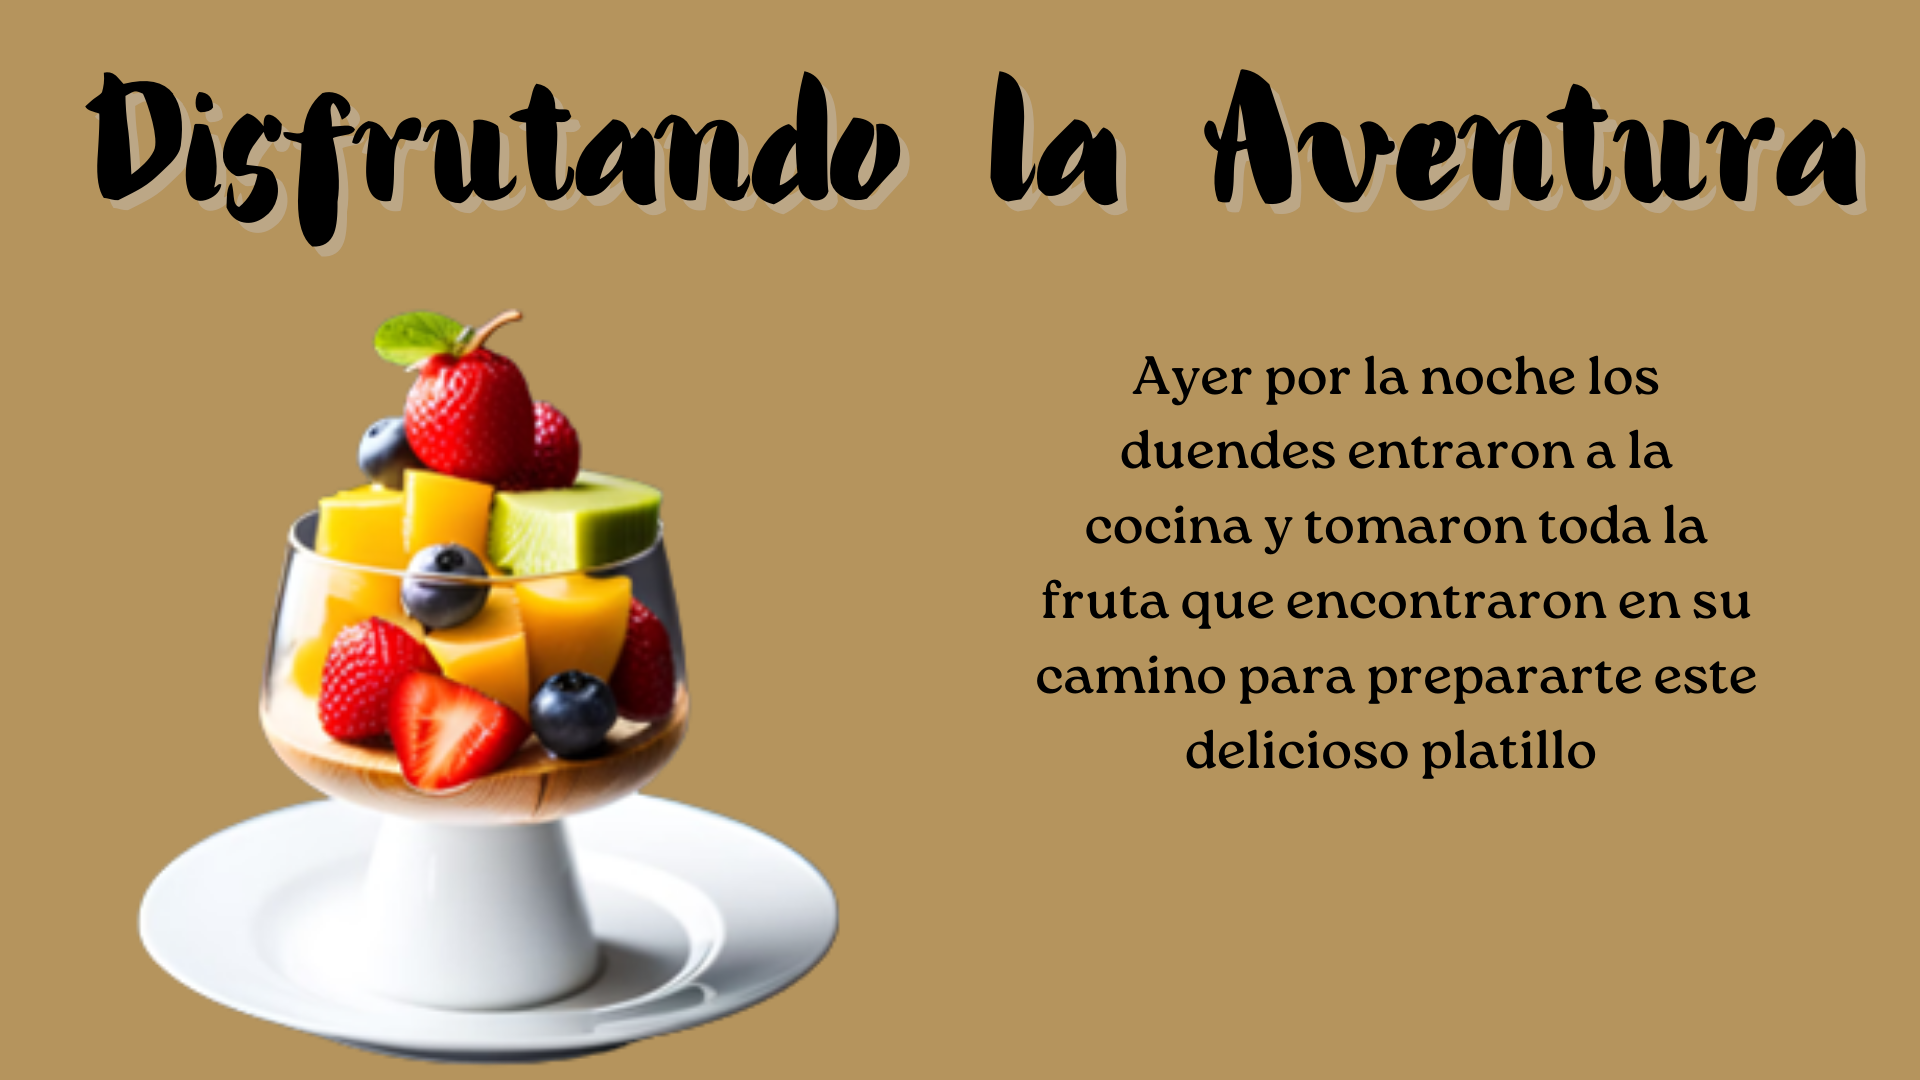 Disfrutando la Aventura
Ayer por la noche los
duendes entraron a la
cocina y tomaron toda la
fruta que encontraron en su
camino para prepararte este
delicioso platillo